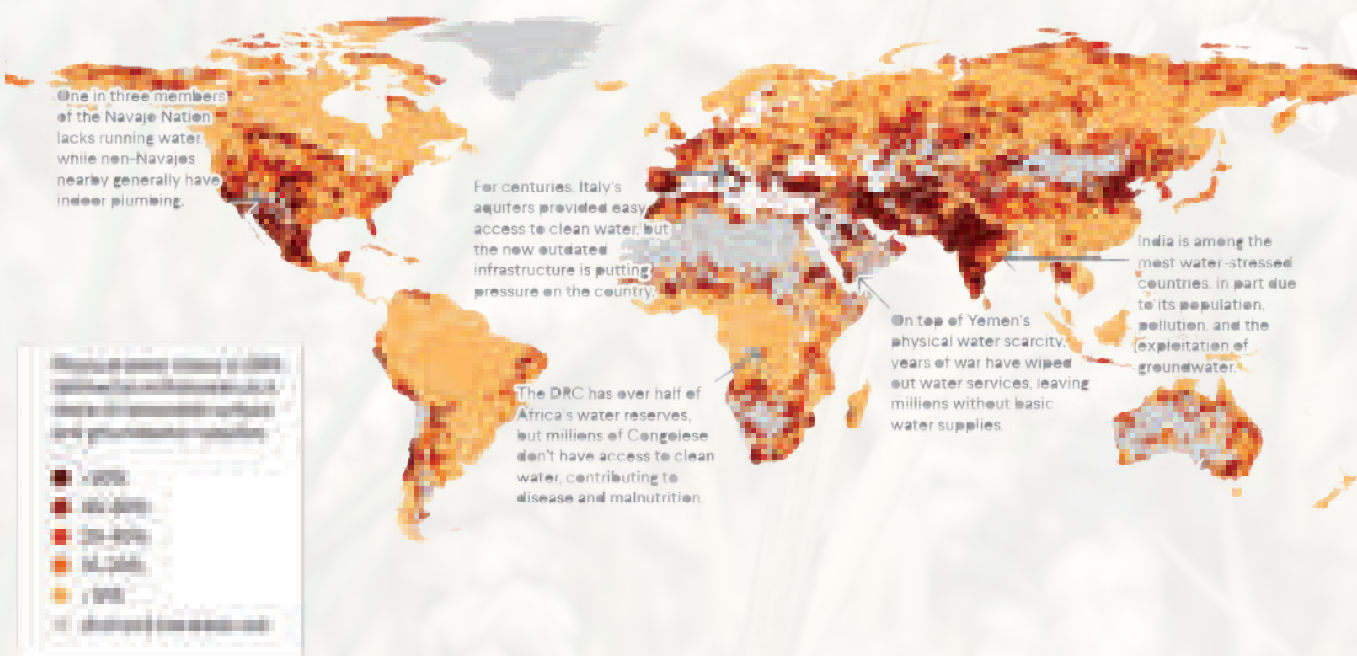 One in three members
of the Navajo Nation
lacks running water,
while non-Navajos
nearby generally have
indoor plumbing.
For centuries, Italy's
aquifers provided easy
access to clean water, but
the now outdated
infrastructure is putting
pressure on the country.
The DRC has over half of
Africa's water reserves,
but millions of Congolese
don't have access to clean
water, contributing to
disease and malnutrition.
On top of Yemen's
physical water scarcity,
years of war have wiped
out water services, leaving
millions without basic
water supplies.
India is among the
most water-stressed
countries, in part due
to its population,
pollution, and the
exploitation of
groundwater.